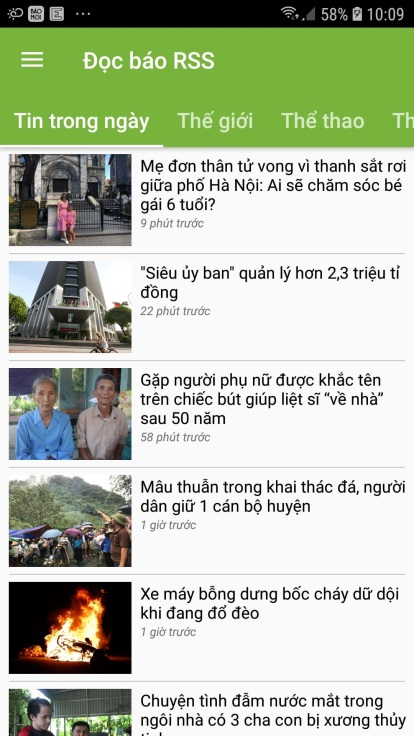 BÁO
MỚI
58% 10:09
Đọc báo RSS
Tin trong ngày Thế giới Thể thao Th
Mẹ đơn thân tử vong vì thanh sắt rơi
giữa phố Hà Nội: Ai sẽ chăm sóc bé
gái 6 tuổi?
9 phút trước
"Siêu ủy ban" quản lý hơn 2,3 triệu tỉ
đồng
22 phút trước
Gặp người phụ nữ được khắc tên
trên chiếc bút giúp liệt sĩ “về nhà”
sau 50 năm
58 phút trước
Mâu thuẫn trong khai thác đá, người
dân giữ 1 cán bộ huyện
1 giờ trước
Xe máy bỗng dưng bốc cháy dữ dội
khi đang đổ đèo
1 giờ trước
Chuyện tình đẫm nước mắt trong
ngôi nhà có 3 cha con bị xương thủy